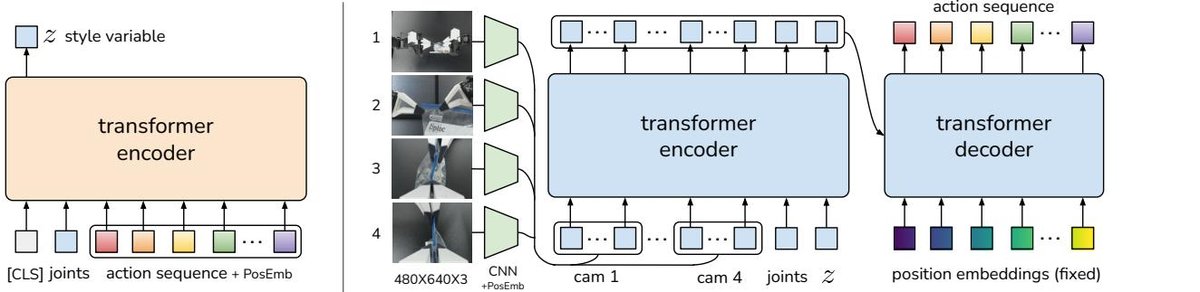 z style variable
transformer
encoder
[CLS] joints action sequence + PosEmb
1
2
3
4
480X640X3
CNN
+PosEmb
transformer
encoder
cam 1
cam 4
joints
z
action sequence
transformer
decoder
position embeddings (fixed)
Ziploc